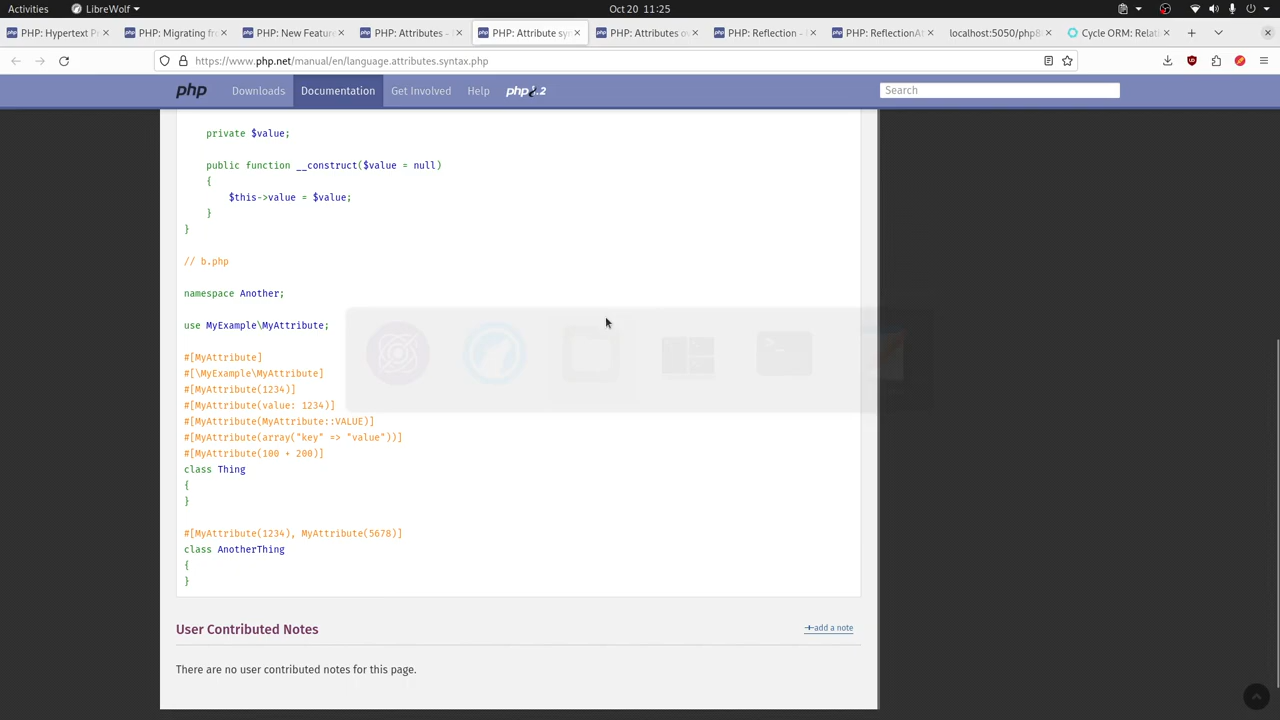 Activities LibreWolf Oct 20 11:25
PHP: Hypertext P PHP: Migrating fr PHP: New Feature PHP: Attributes - PHP: Attribute sy PHP: Attributes ov PHP: Reflection - PHP: ReflectionAt localhost:5050/php8 Cycle ORM: Relati
https://www.php.net/manual/en/language.attributes.syntax.php
php Downloads Documentation Get Involved Help Search
private $value;
public function __construct($value = null)
{
$this->value = $value;
}
}
// b.php
namespace Another;
use MyExample\MyAttribute;
#[MyAttribute]
#[\MyExample\MyAttribute]
#[MyAttribute(1234)]
#[MyAttribute(value: 1234)]
#[MyAttribute(MyAttribute::VALUE)]
#[MyAttribute(array("key" => "value"))]
#[MyAttribute(100 + 200)]
class Thing
{
}
#[MyAttribute(1234), MyAttribute(5678)]
class AnotherThing
{
}
User Contributed Notes +add a note
There are no user contributed notes for this page.